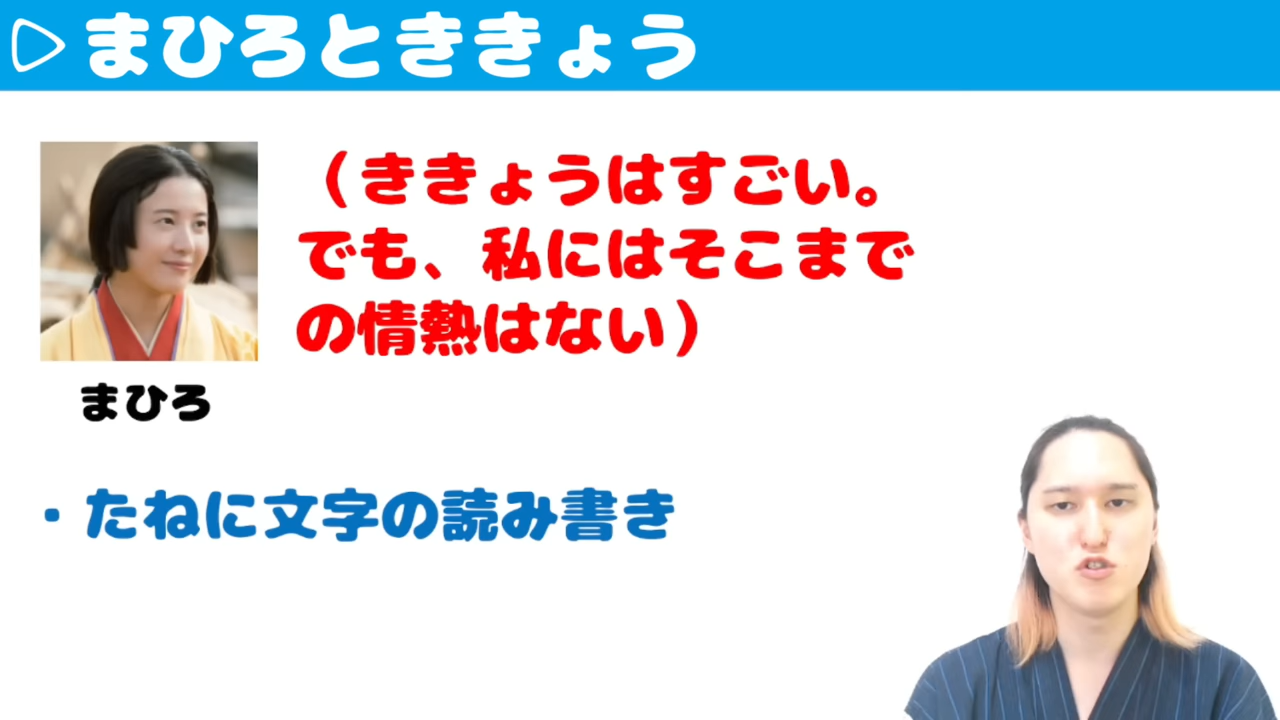 まひろとききょう
（ききょうはすごい。
でも、私にはそこまで
の情熱はない）
まひろ
・たねに文字の読み書き